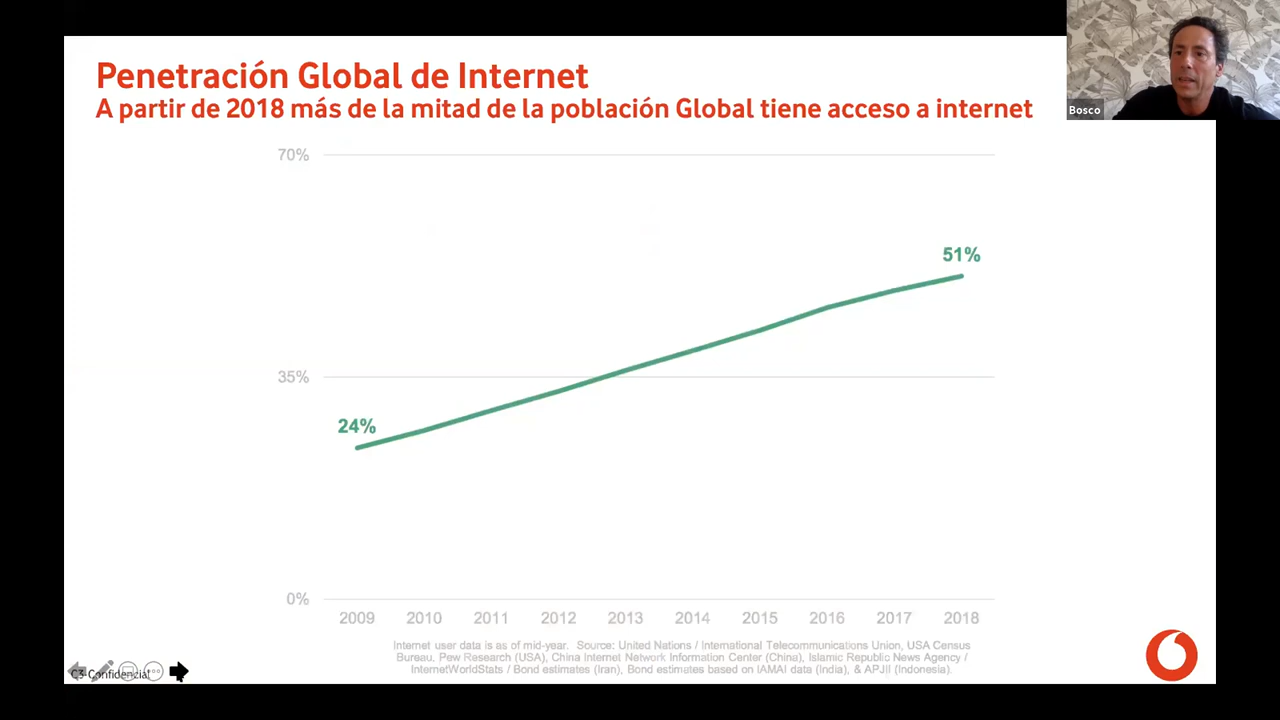 Penetración Global de Internet
A partir de 2018 más de la mitad de la población Global tiene acceso a internet
Bosco
70%
51%
35%
24%
0%
2009 2010 2011 2012 2013 2014 2015 2016 2017 2018
Internet user data is as of mid-year. Source: United Nations / International Telecommunications Union, USA Census
Bureau, Pew Research (USA), China Internet Network Information Center (China), Islamic Republic News Agency /
InternetWorldStats / Bond estimates (Iran), Bond estimates based on IAMAI data (India), & APJII (Indonesia).
C3 Confidencial